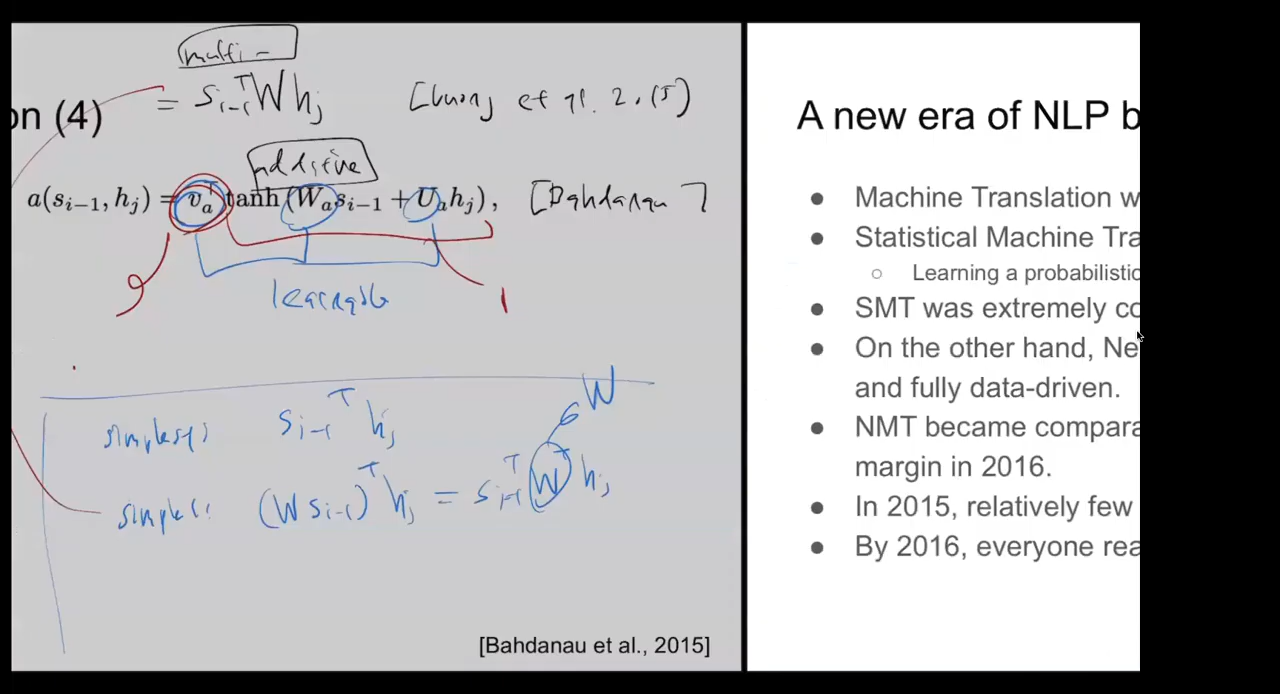 multi-
= s_{i-1}^T W h_j [Luong et al. 2015]
on (4)
additive
a(s_{i-1}, h_j) = v_a^⊤ tanh (W_a s_{i-1} + U_a h_j), [Bahdanau ]
learnable
W
simplest: s_{i-1}^T h_j
simpler: (W s_{i-1})^T h_j = s_{i-1}^T W^T h_j
[Bahdanau et al., 2015]
A new era of NLP b
● Machine Translation w
● Statistical Machine Tra
○ Learning a probabilistic
● SMT was extremely co
● On the other hand, Ne
and fully data-driven.
● NMT became compara
margin in 2016.
● In 2015, relatively few
● By 2016, everyone rea